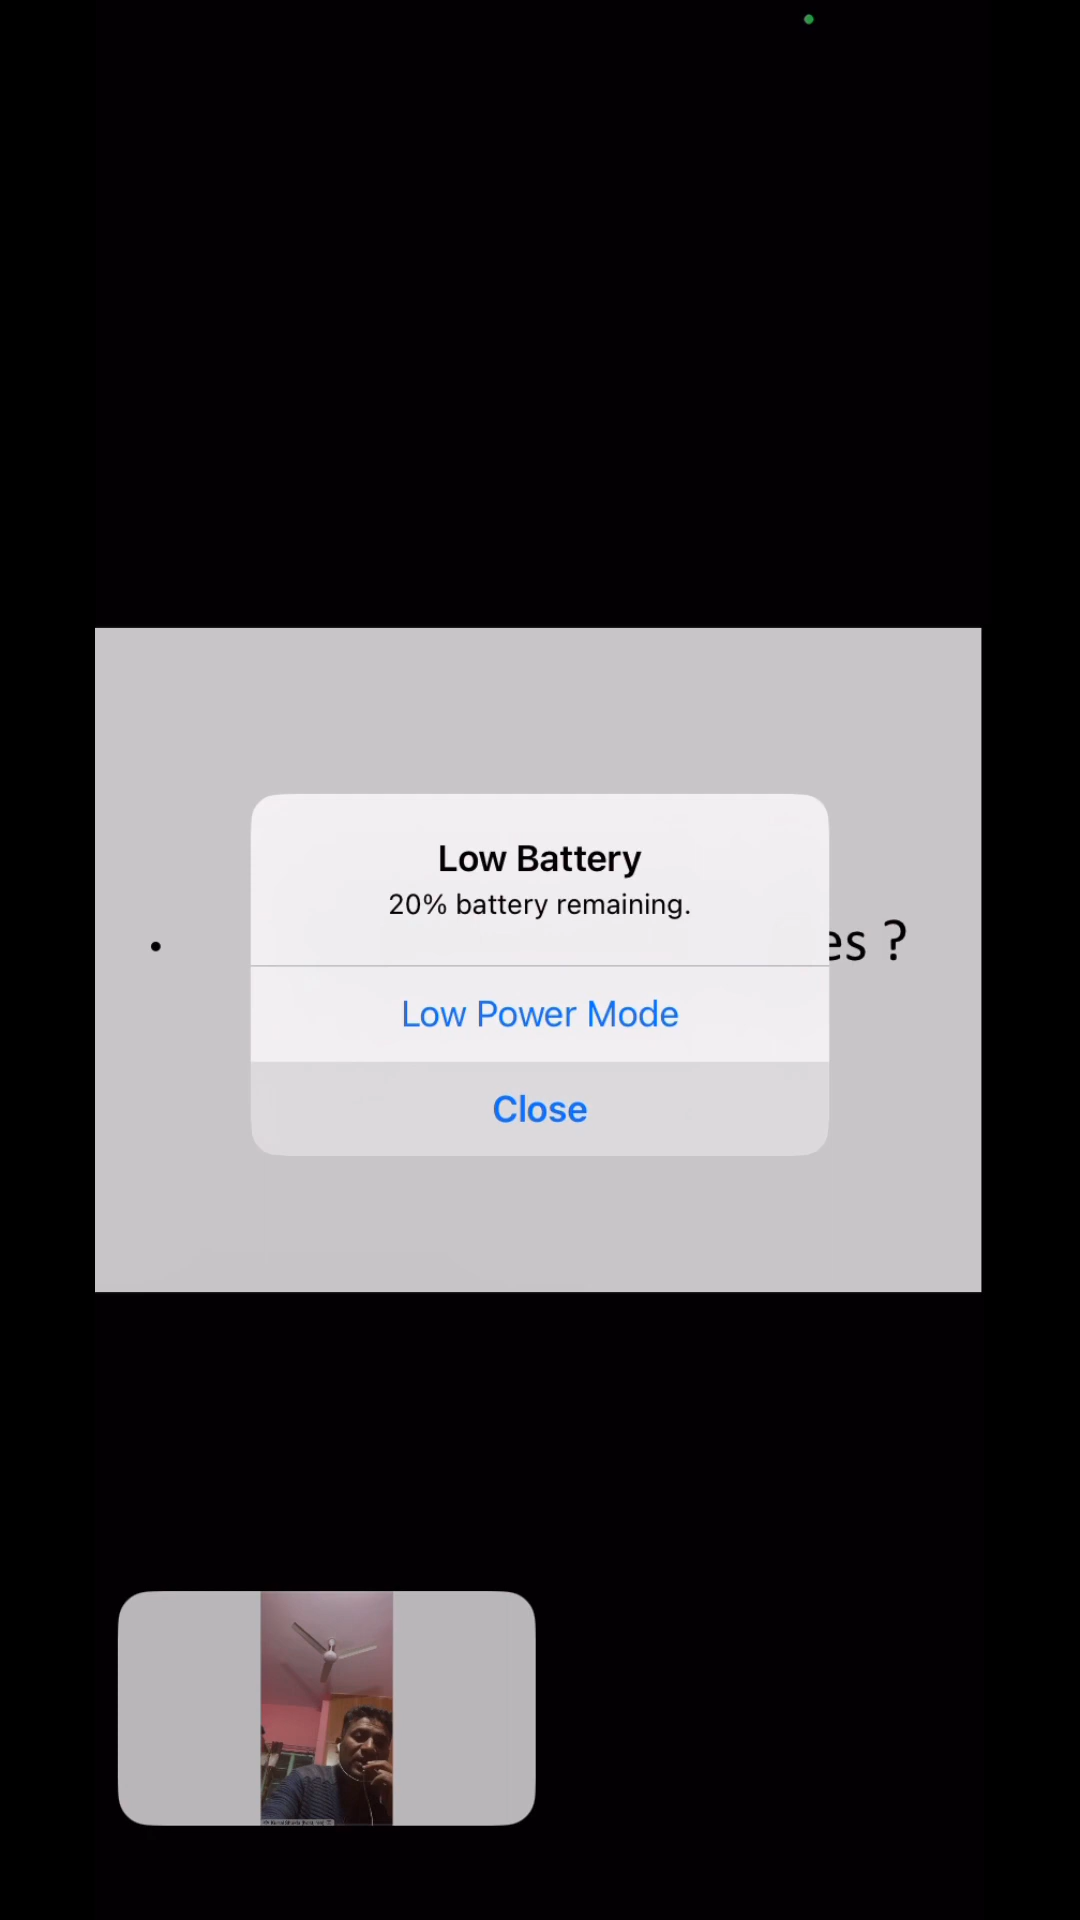 Low Battery
20% battery remaining.
• es ?
Low Power Mode
Close